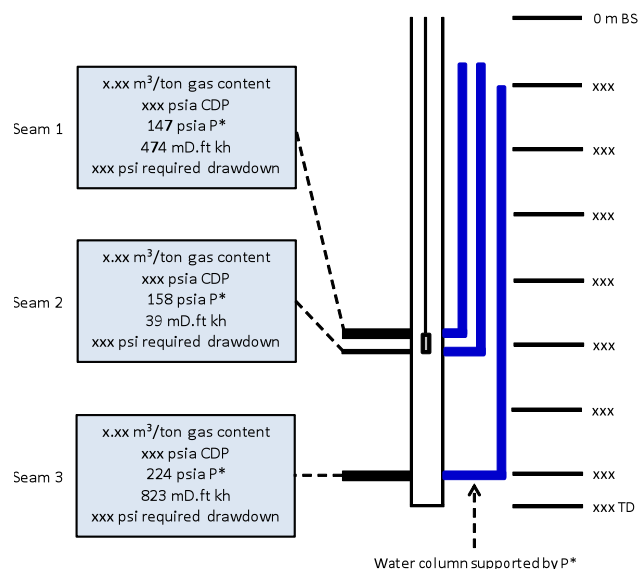 0 m BS
Seam 1
x.xx m³/ton gas content
xxx psia CDP
147 psia P*
474 mD.ft kh
xxx psi required drawdown
xxx
xxx
xxx
Seam 2
x.xx m³/ton gas content
xxx psia CDP
158 psia P*
39 mD.ft kh
xxx psi required drawdown
xxx
xxx
xxx
Seam 3
x.xx m³/ton gas content
xxx psia CDP
224 psia P*
823 mD.ft kh
xxx psi required drawdown
xxx
xxx TD
Water column supported by P*